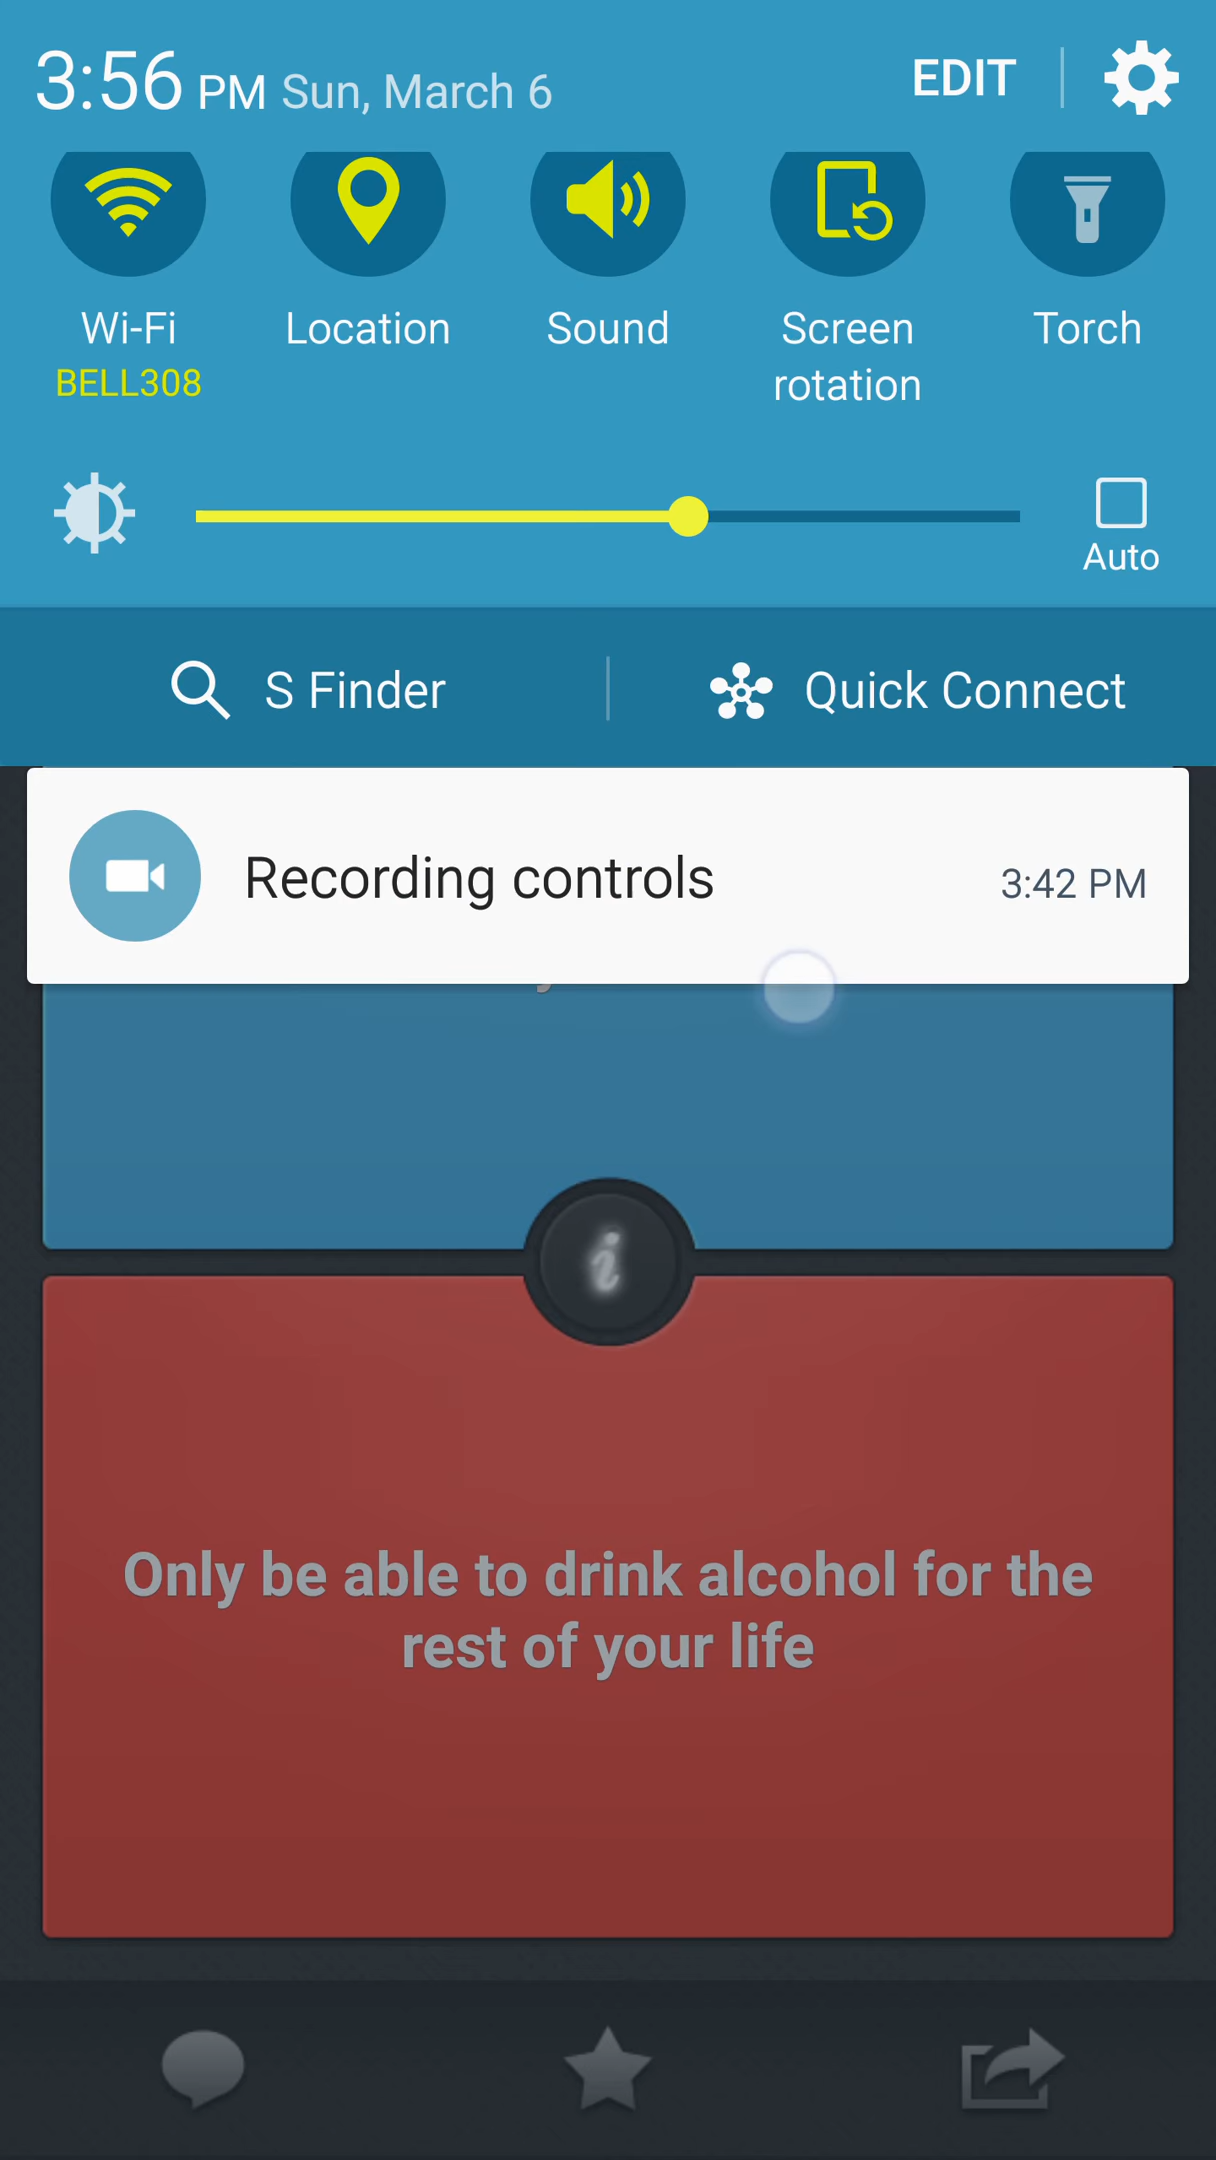 3:56 PM Sun, March 6 EDIT
Wi-Fi Location Sound Screen rotation Torch
BELL308
Auto
S Finder Quick Connect
Recording controls 3:42 PM
Only be able to drink alcohol for the
rest of your life